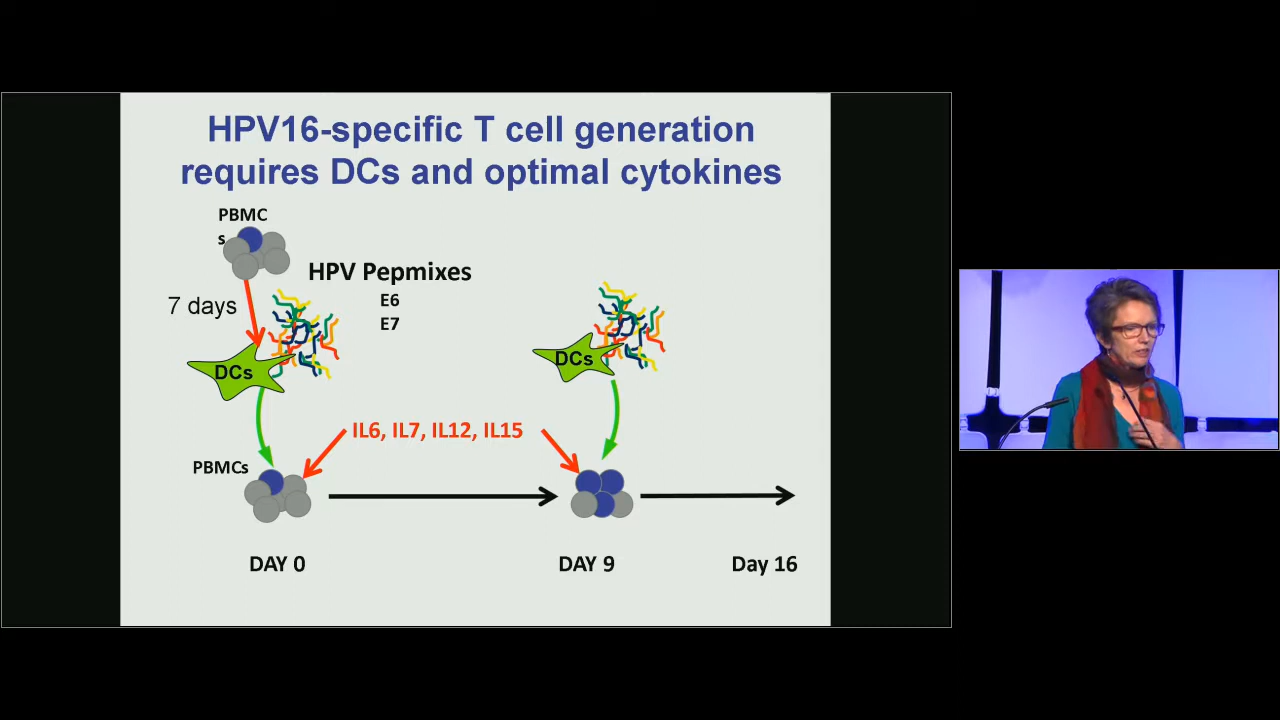 HPV16-specific T cell generation
requires DCs and optimal cytokines
PBMC
s
HPV Pepmixes
E6
E7
7 days
DCs
DCs
IL6, IL7, IL12, IL15
PBMCs
DAY 0
DAY 9
Day 16